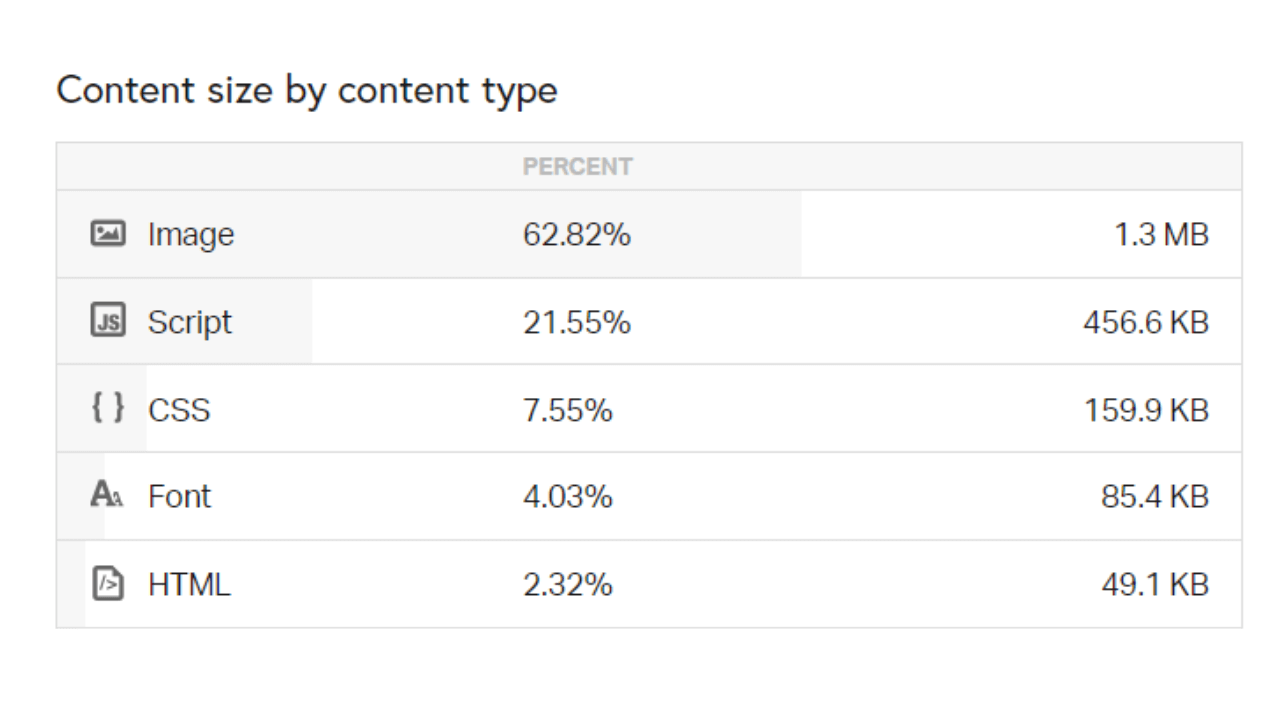 Content size by content type
PERCENT
Image 62.82% 1.3 MB
JS Script 21.55% 456.6 KB
{ } CSS 7.55% 159.9 KB
AA Font 4.03% 85.4 KB
</> HTML 2.32% 49.1 KB